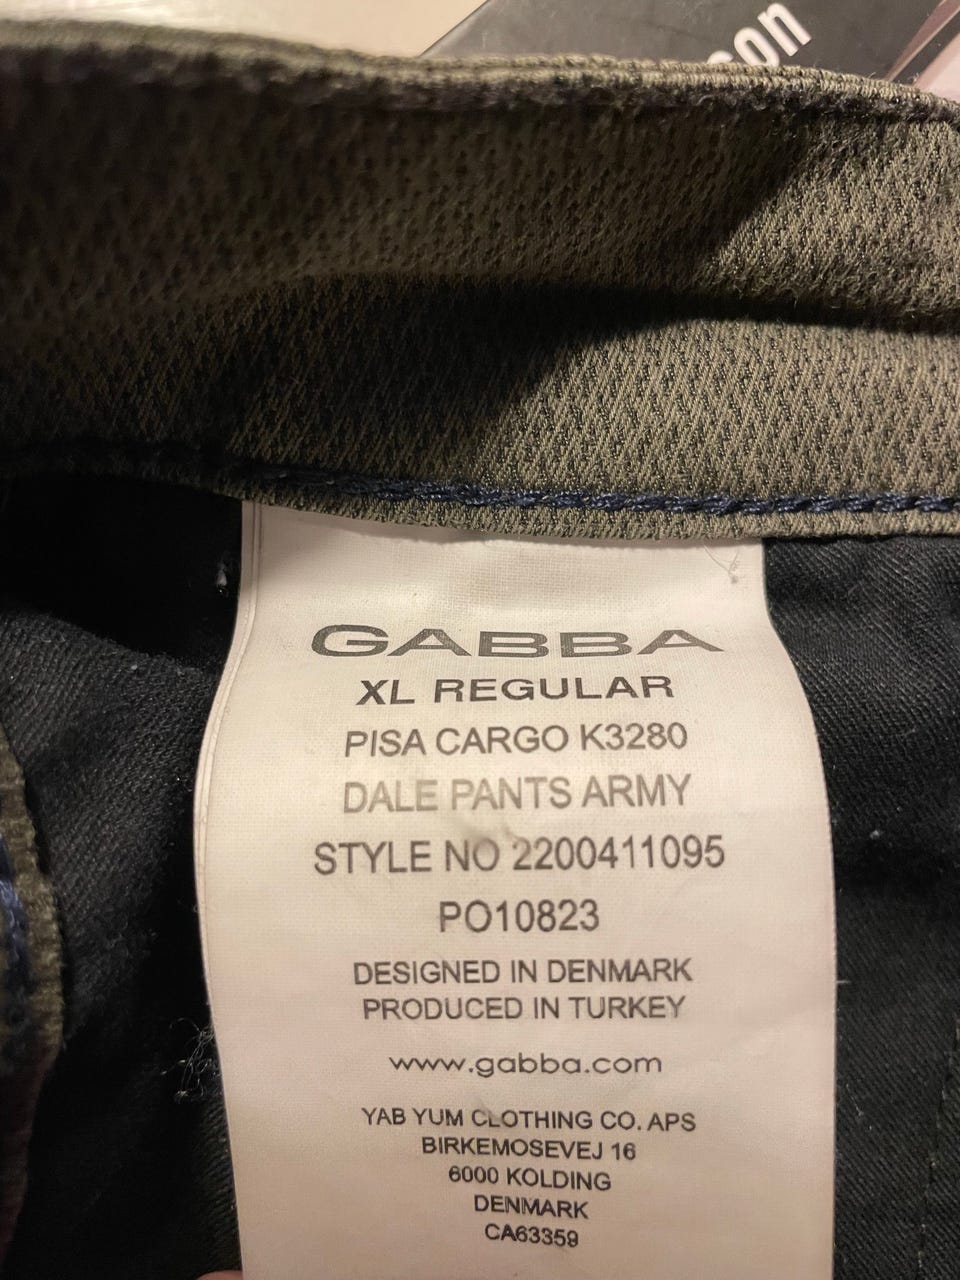 son
GABBA
XL REGULAR
PISA CARGO K3280
DALE PANTS ARMY
STYLE NO 2200411095
PO10823
DESIGNED IN DENMARK
PRODUCED IN TURKEY
www.gabba.com
YAB YUM CLOTHING CO. APS
BIRKEMOSEVEJ 16
6000 KOLDING
DENMARK
CA63359